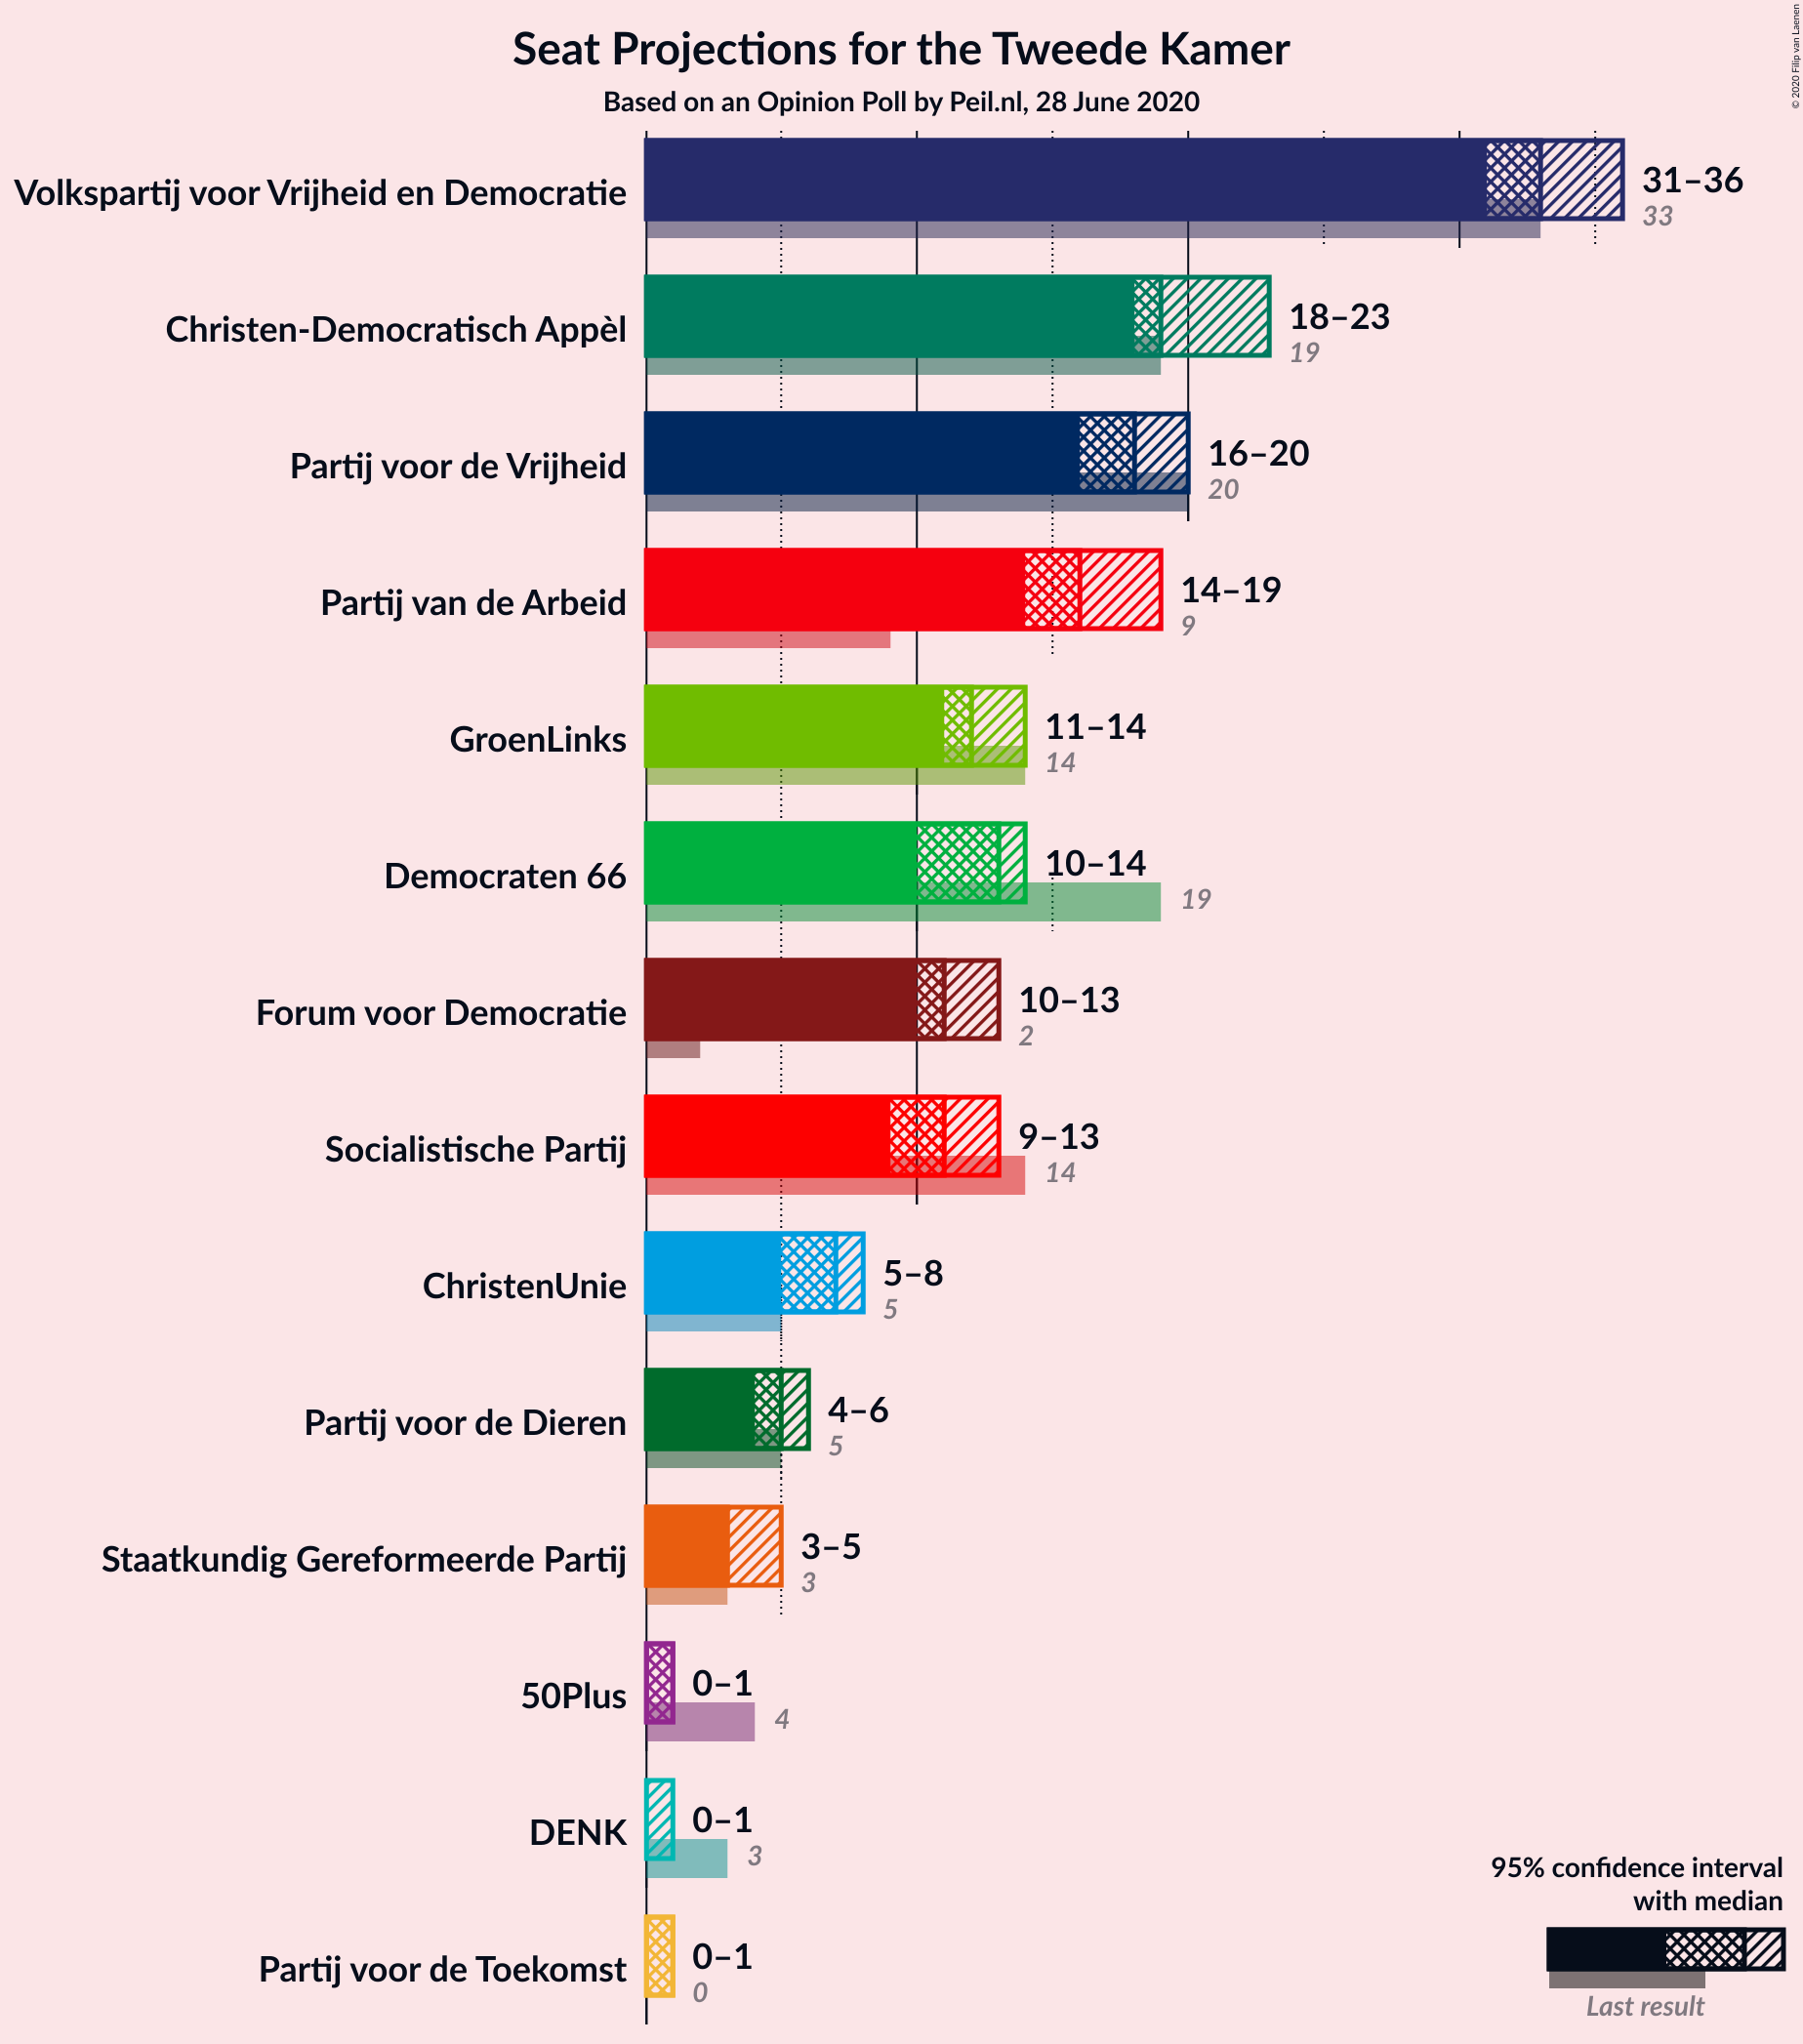 Seat Projections for the Tweede Kamer
Based on an Opinion Poll by Peil.nl, 28 June 2020
© 2020 Filip van Laenen
Volkspartij voor Vrijheid en Democratie
31–36
33
Christen-Democratisch Appèl
18–23
19
Partij voor de Vrijheid
16–20
20
Partij van de Arbeid
14–19
9
GroenLinks
11–14
14
Democraten 66
10–14
19
Forum voor Democratie
10–13
2
Socialistische Partij
9–13
14
ChristenUnie
5–8
5
Partij voor de Dieren
4–6
5
Staatkundig Gereformeerde Partij
3–5
3
50Plus
0–1
4
DENK
0–1
3
Partij voor de Toekomst
0–1
0
95% confidence interval
with median
Last result